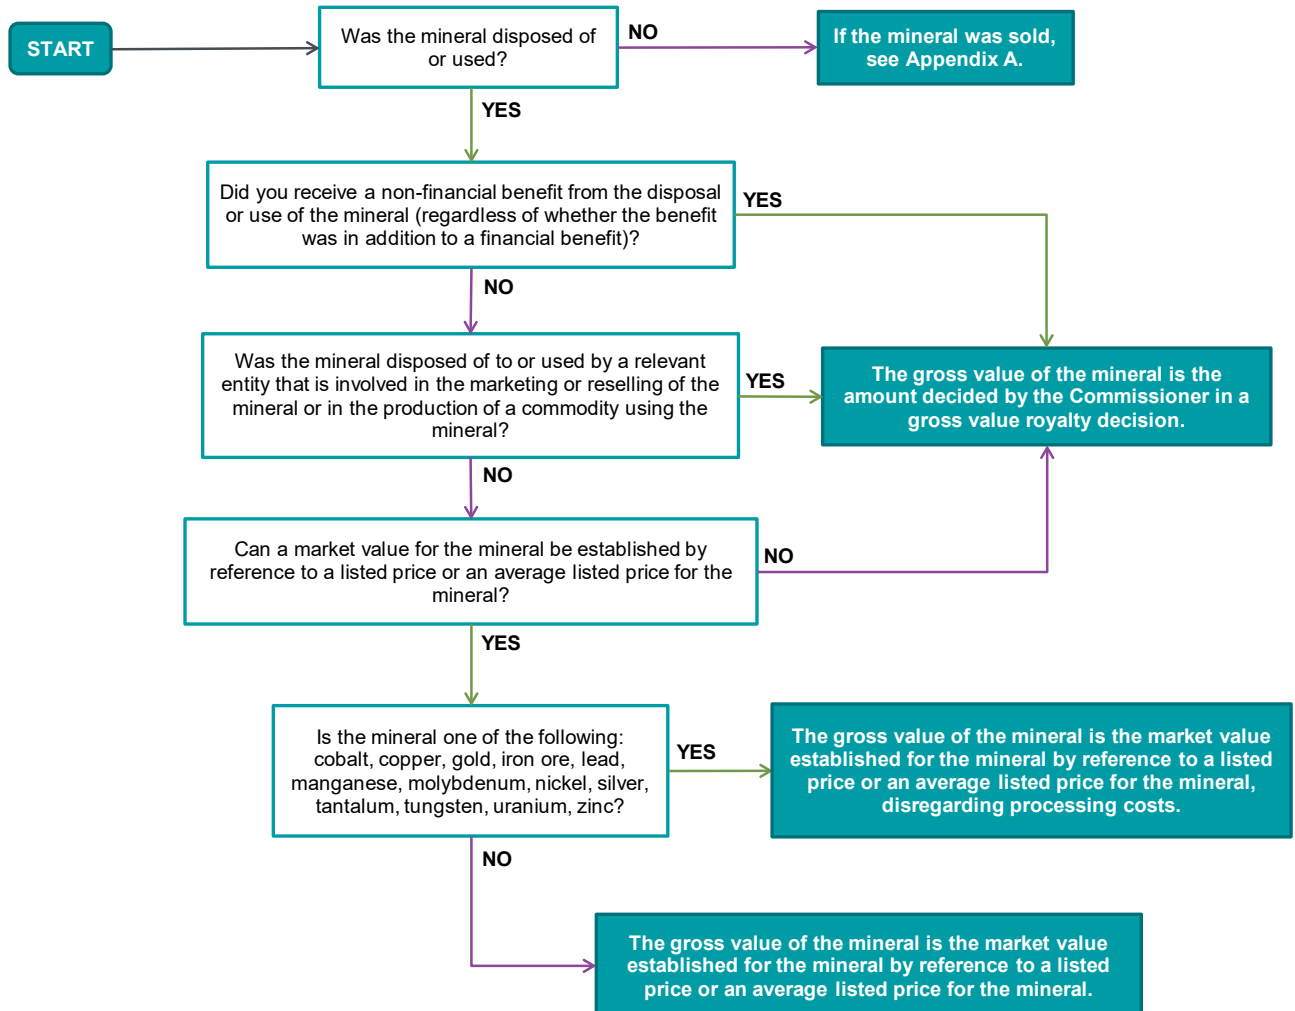 START
Was the mineral disposed of
or used?
NO
If the mineral was sold,
see Appendix A.
YES
Did you receive a non-financial benefit from the disposal
or use of the mineral (regardless of whether the benefit
was in addition to a financial benefit)?
YES
NO
Was the mineral disposed of to or used by a relevant
entity that is involved in the marketing or reselling of the
mineral or in the production of a commodity using the
mineral?
YES
The gross value of the mineral is the
amount decided by the Commissioner in a
gross value royalty decision.
NO
Can a market value for the mineral be established by
reference to a listed price or an average listed price for the
mineral?
NO
YES
Is the mineral one of the following:
cobalt, copper, gold, iron ore, lead,
manganese, molybdenum, nickel, silver,
tantalum, tungsten, uranium, zinc?
YES
The gross value of the mineral is the market value
established for the mineral by reference to a listed
price or an average listed price for the mineral,
disregarding processing costs.
NO
The gross value of the mineral is the market value
established for the mineral by reference to a listed
price or an average listed price for the mineral.